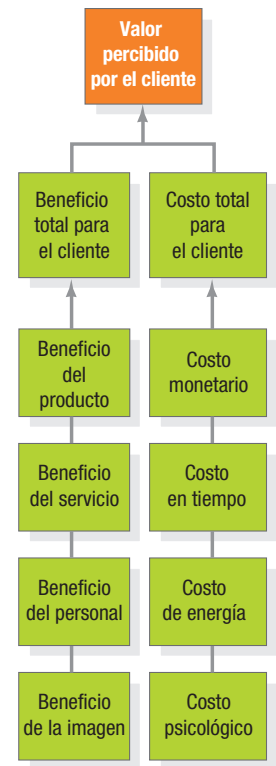 Valor
percibido
por el cliente
Beneficio
total para
el cliente
Costo total
para
el cliente
Beneficio
del
producto
Costo
monetario
Beneficio
del servicio
Costo
en tiempo
Beneficio
del personal
Costo
de energía
Beneficio
de la imagen
Costo
psicológico